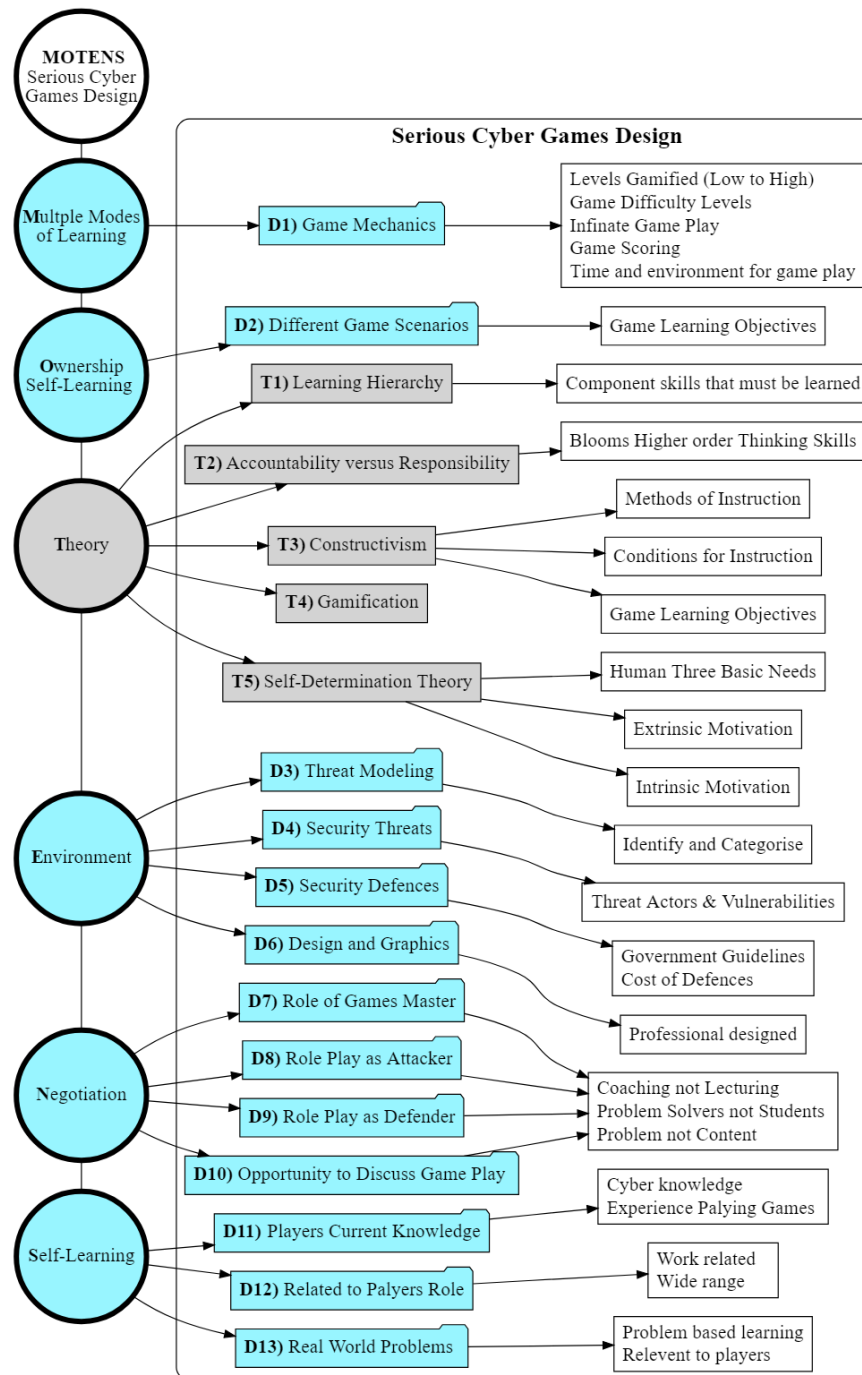 MOTENS
Serious Cyber
Games Design
Serious Cyber Games Design
Multple Modes
of Learning
D1) Game Mechanics
Levels Gamified (Low to High)
Game Difficulty Levels
Infinate Game Play
Game Scoring
Time and environment for game play
Ownership
Self-Learning
D2) Different Game Scenarios
Game Learning Objectives
Theory
T1) Learning Hierarchy
Component skills that must be learned
T2) Accountability versus Responsibility
Blooms Higher order Thinking Skills
T3) Constructivism
Methods of Instruction
Conditions for Instruction
Game Learning Objectives
T4) Gamification
T5) Self-Determination Theory
Human Three Basic Needs
Extrinsic Motivation
Intrinsic Motivation
Environment
D3) Threat Modeling
Identify and Categorise
D4) Security Threats
Threat Actors & Vulnerabilities
D5) Security Defences
Government Guidelines
Cost of Defences
D6) Design and Graphics
Professional designed
Negotiation
D7) Role of Games Master
D8) Role Play as Attacker
D9) Role Play as Defender
D10) Opportunity to Discuss Game Play
Coaching not Lecturing
Problem Solvers not Students
Problem not Content
Self-Learning
D11) Players Current Knowledge
Cyber knowledge
Experience Palying Games
D12) Related to Palyers Role
Work related
Wide range
D13) Real World Problems
Problem based learning
Relevent to players